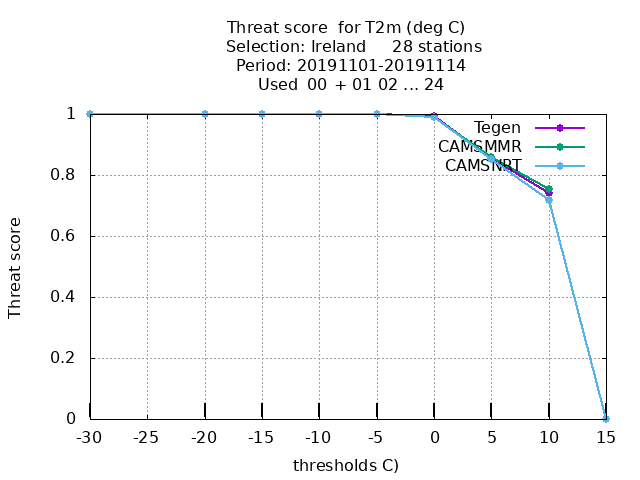 Threat score  for T2m (deg C)
Selection: Ireland     28 stations
Period: 20191101-20191114
Used  00 + 01 02 ... 24
Tegen
CAMSMMR
CAMSNRT
1
0.8
0.6
0.4
0.2
0
Threat score
-30 -25 -20 -15 -10 -5 0 5 10 15
thresholds C)